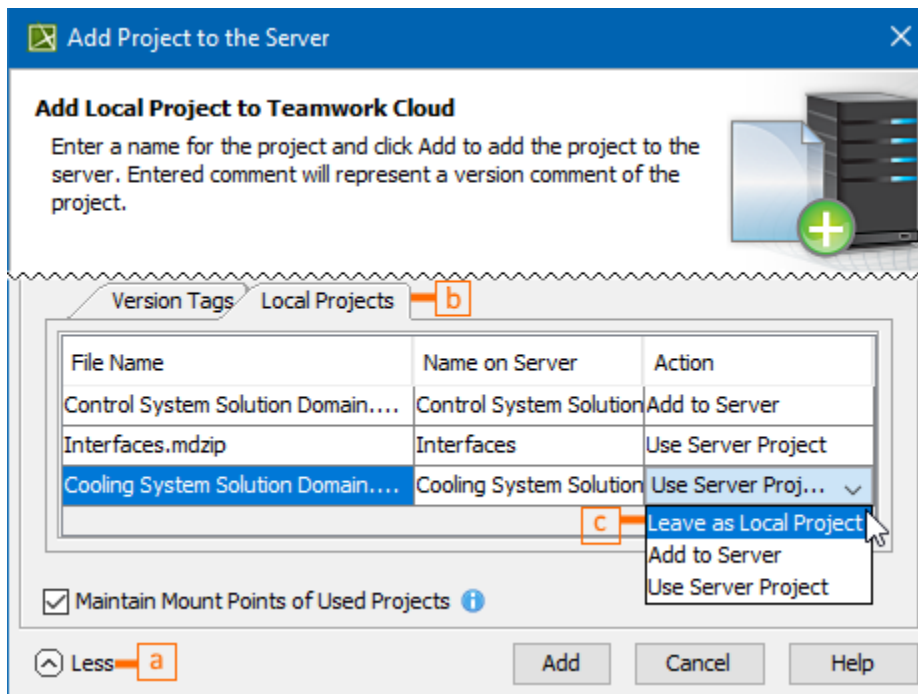 Add Project to the Server
Add Local Project to Teamwork Cloud
Enter a name for the project and click Add to add the project to the
server. Entered comment will represent a version comment of the
project.
Version Tags Local Projects b
File Name Name on Server Action
Control System Solution Domain.... Control System Solution Add to Server
Interfaces.mdzip Interfaces Use Server Project
Cooling System Solution Domain.... Cooling System Solution Use Server Proj...
c Leave as Local Project
Add to Server
Use Server Project
Maintain Mount Points of Used Projects i
Less a Add Cancel Help